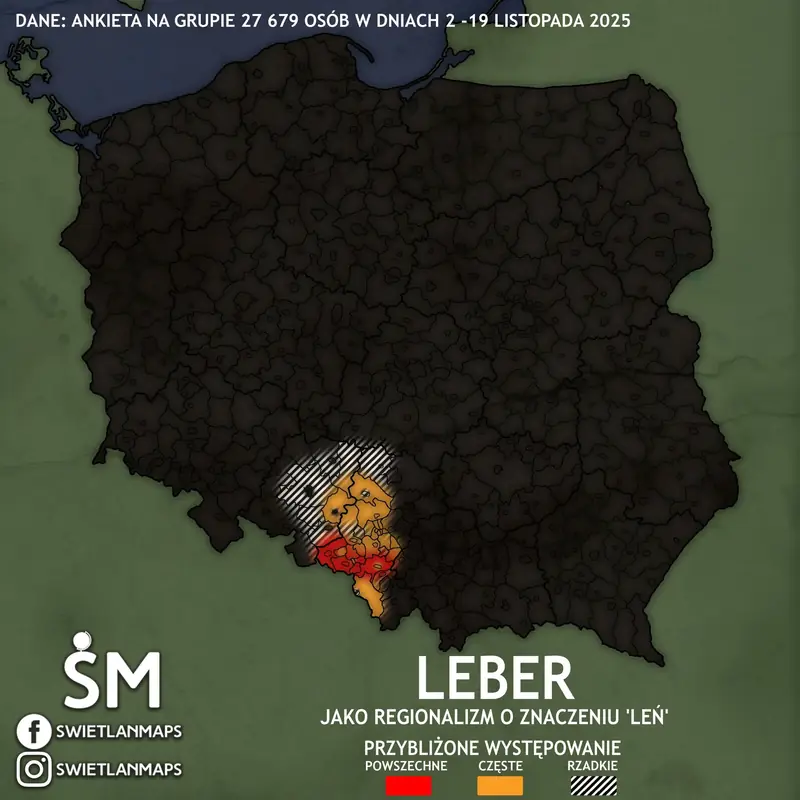 DANE: ANKIETA NA GRUPIE 27 679 OSÓB W DNIACH 2 -19 LISTOPADA 2025
ŚM
SWIETLANMAPS
SWIETLANMAPS
LEBER
JAKO REGIONALIZM O ZNACZENIU 'LEŃ'
PRZYBLIŻONE WYSTĘPOWANIE
POWSZECHNE CZĘSTE RZADKIE